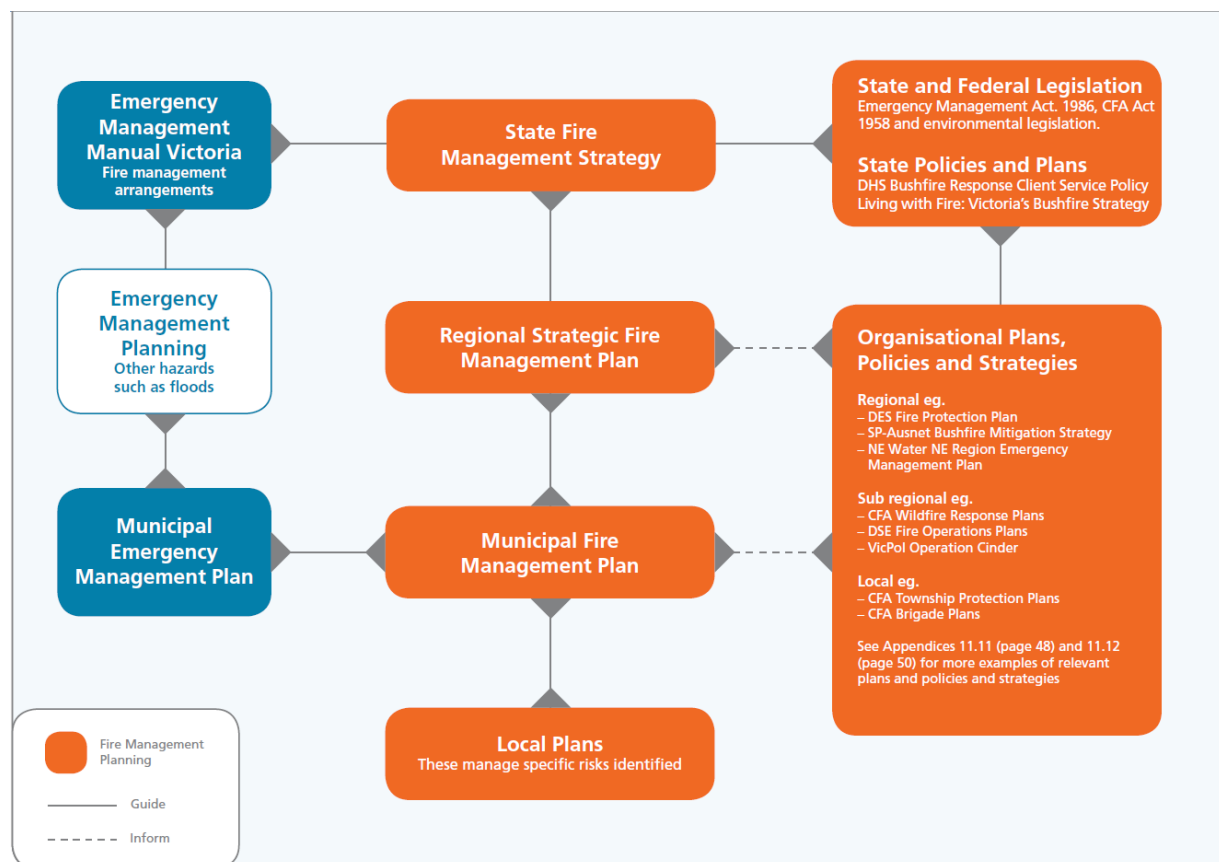 Emergency
Management
Manual Victoria
Fire management
arrangements
State Fire
Management Strategy
State and Federal Legislation
Emergency Management Act. 1986, CFA Act
1958 and environmental legislation.
State Policies and Plans
DHS Bushfire Response Client Service Policy
Living with Fire: Victoria's Bushfire Strategy
Emergency
Management
Planning
Other hazards
such as floods
Regional Strategic Fire
Management Plan
Organisational Plans,
Policies and Strategies
Regional eg.
– DES Fire Protection Plan
– SP-Ausnet Bushfire Mitigation Strategy
– NE Water NE Region Emergency
Management Plan
Sub regional eg.
– CFA Wildfire Response Plans
– DSE Fire Operations Plans
– VicPol Operation Cinder
Local eg.
– CFA Township Protection Plans
– CFA Brigade Plans
See Appendices 11.11 (page 48) and 11.12
(page 50) for more examples of relevant
plans and policies and strategies
Municipal
Emergency
Management Plan
Municipal Fire
Management Plan
Local Plans
These manage specific risks identified
Fire Management
Planning
Guide
Inform